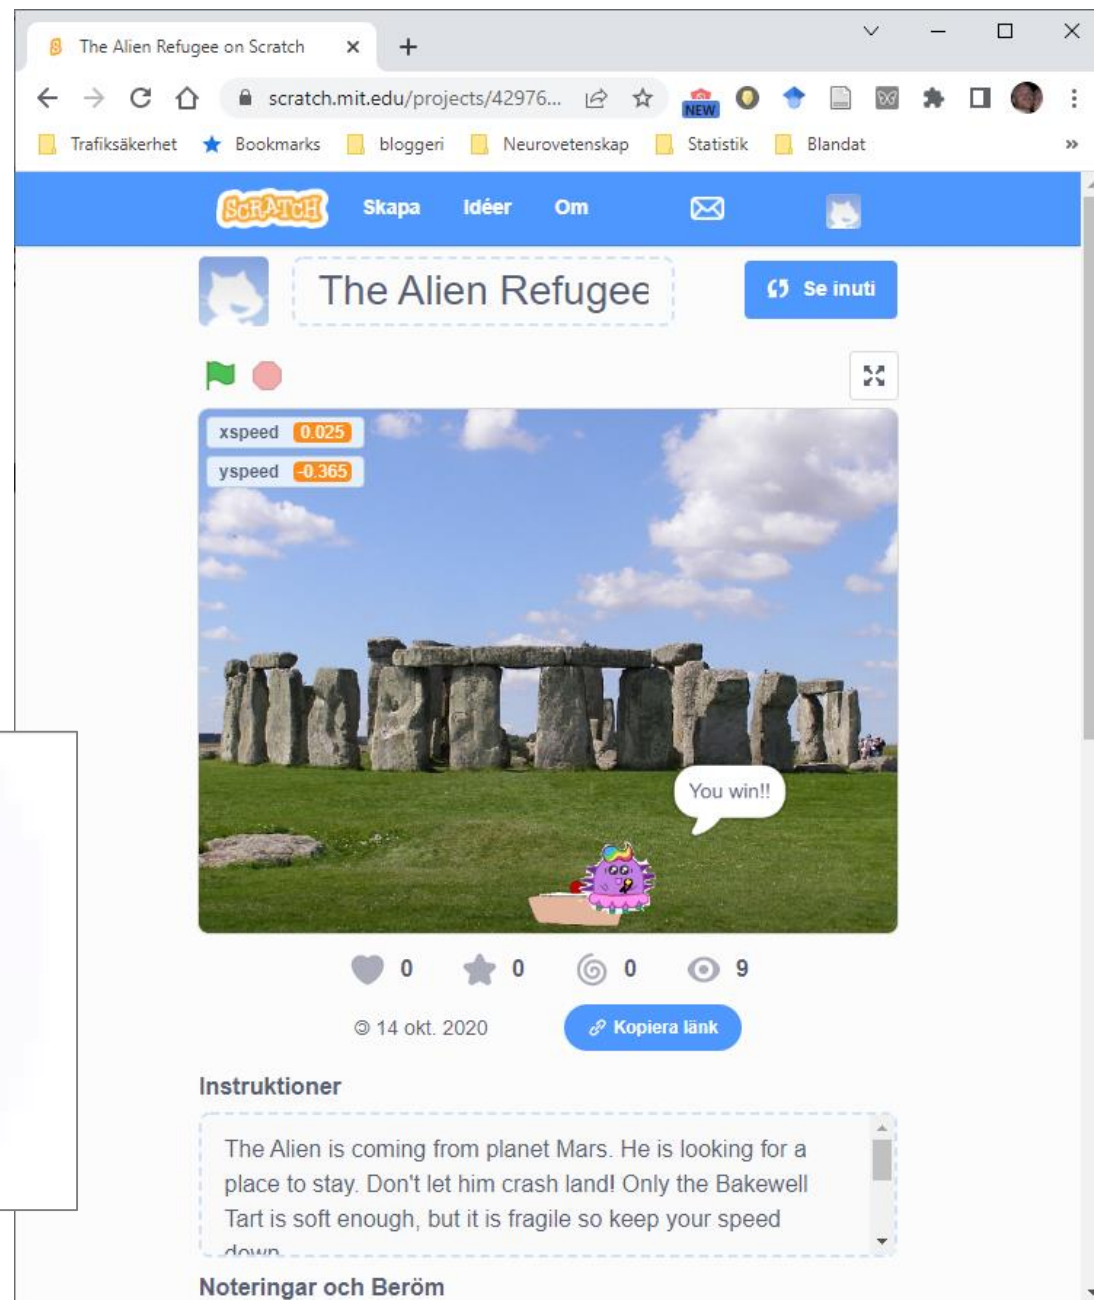 The Alien Refugee on Scratch
scratch.mit.edu/projects/42976...
NEW
Trafiksäkerhet
Bookmarks
bloggeri
Neurovetenskap
Statistik
Blandat
SCRATCH
Skapa
Idéer
Om
The Alien Refugee
Se inuti
xspeed 0.025
yspeed -0.365
You win!!
0
0
0
9
14 okt. 2020
Kopiera länk
Instruktioner
The Alien is coming from planet Mars. He is looking for a
place to stay. Don't let him crash land! Only the Bakewell
Tart is soft enough, but it is fragile so keep your speed
down
Noteringar och Beröm